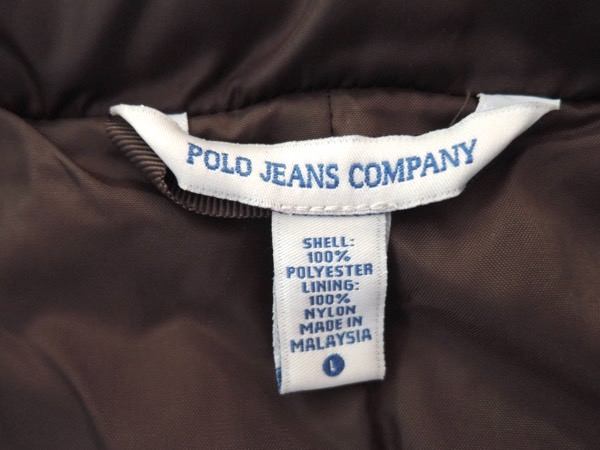 POLO JEANS COMPANY
SHELL:
100%
POLYESTER
LINING:
100%
NYLON
MADE IN
MALAYSIA
L